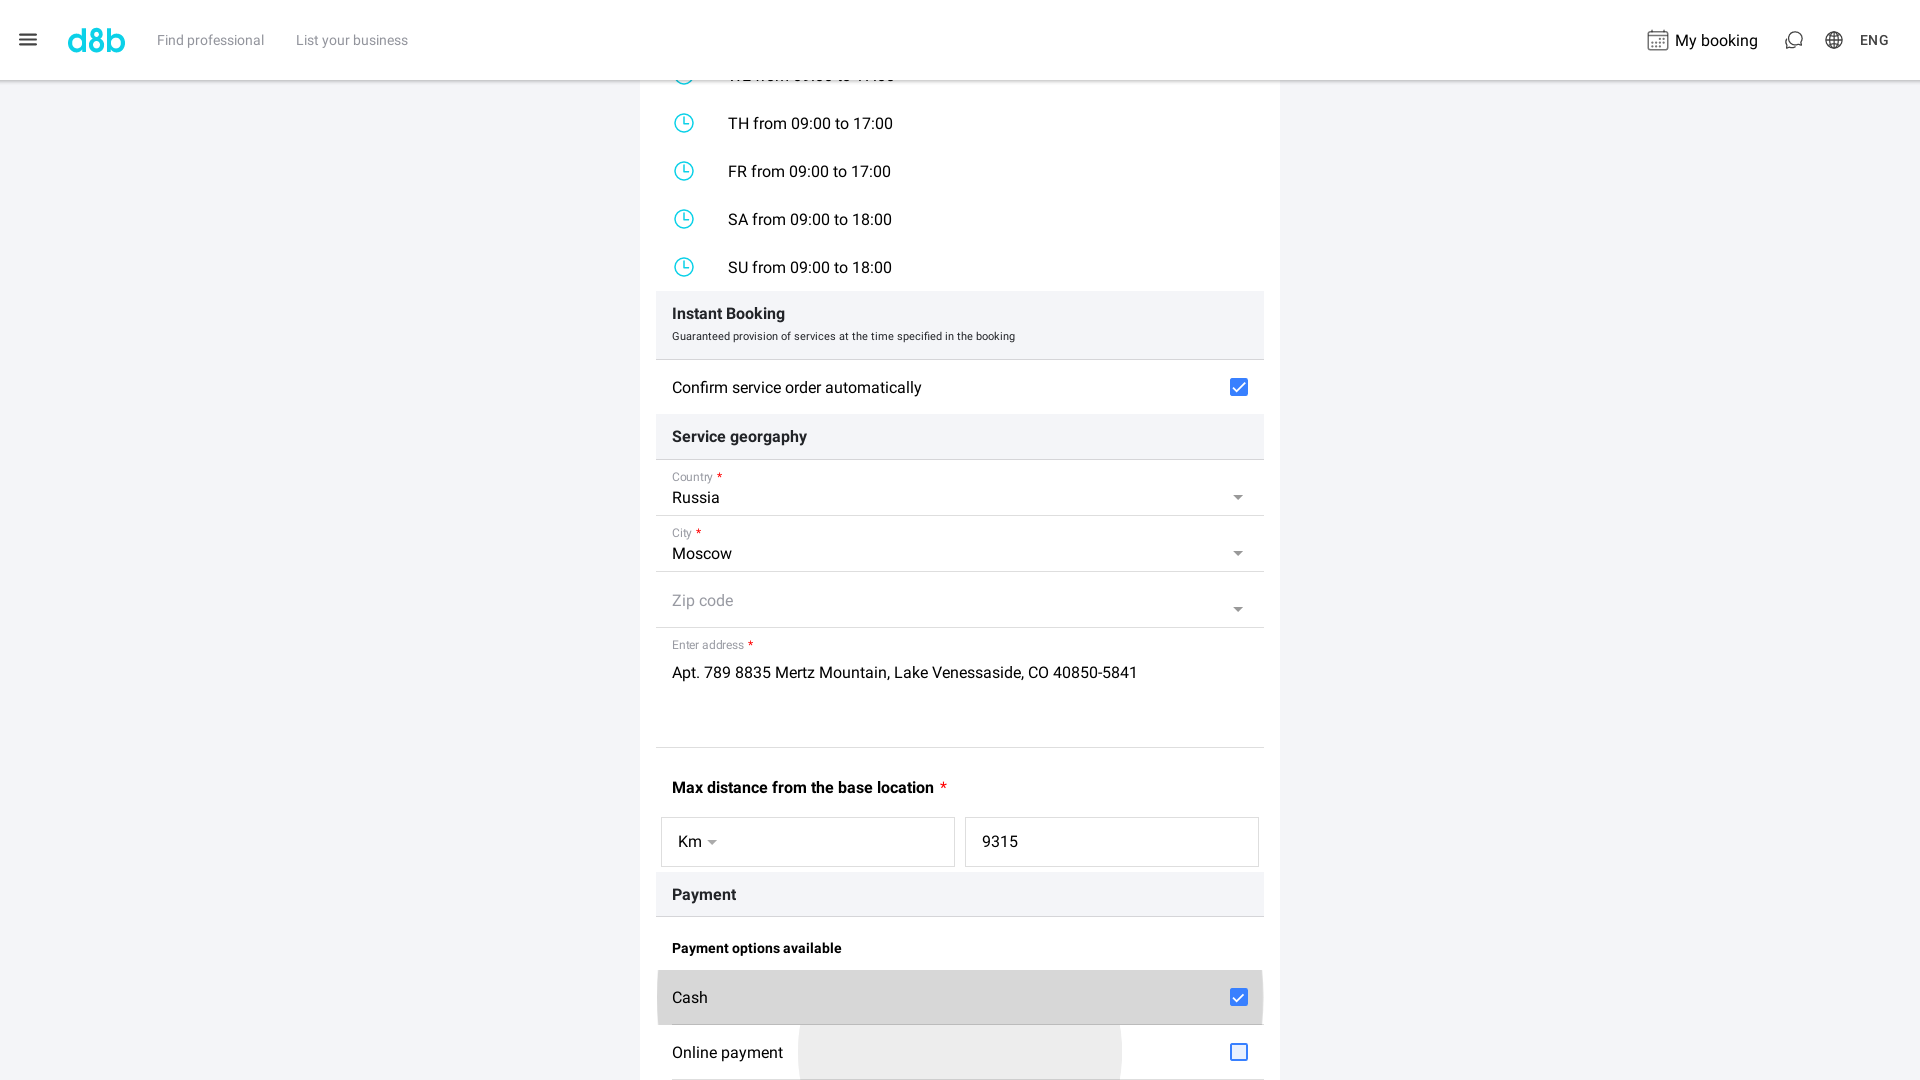 d8b
Find professional
List your business
My booking
ENG
TH from 09:00 to 17:00
FR from 09:00 to 17:00
SA from 09:00 to 18:00
SU from 09:00 to 18:00
Instant Booking
Guaranteed provision of services at the time specified in the booking
Confirm service order automatically
Service georgaphy
Country *
Russia
City *
Moscow
Zip code
Enter address *
Apt. 789 8835 Mertz Mountain, Lake Venessaside, CO 40850-5841
Max distance from the base location *
Km
9315
Payment
Payment options available
Cash
Online payment